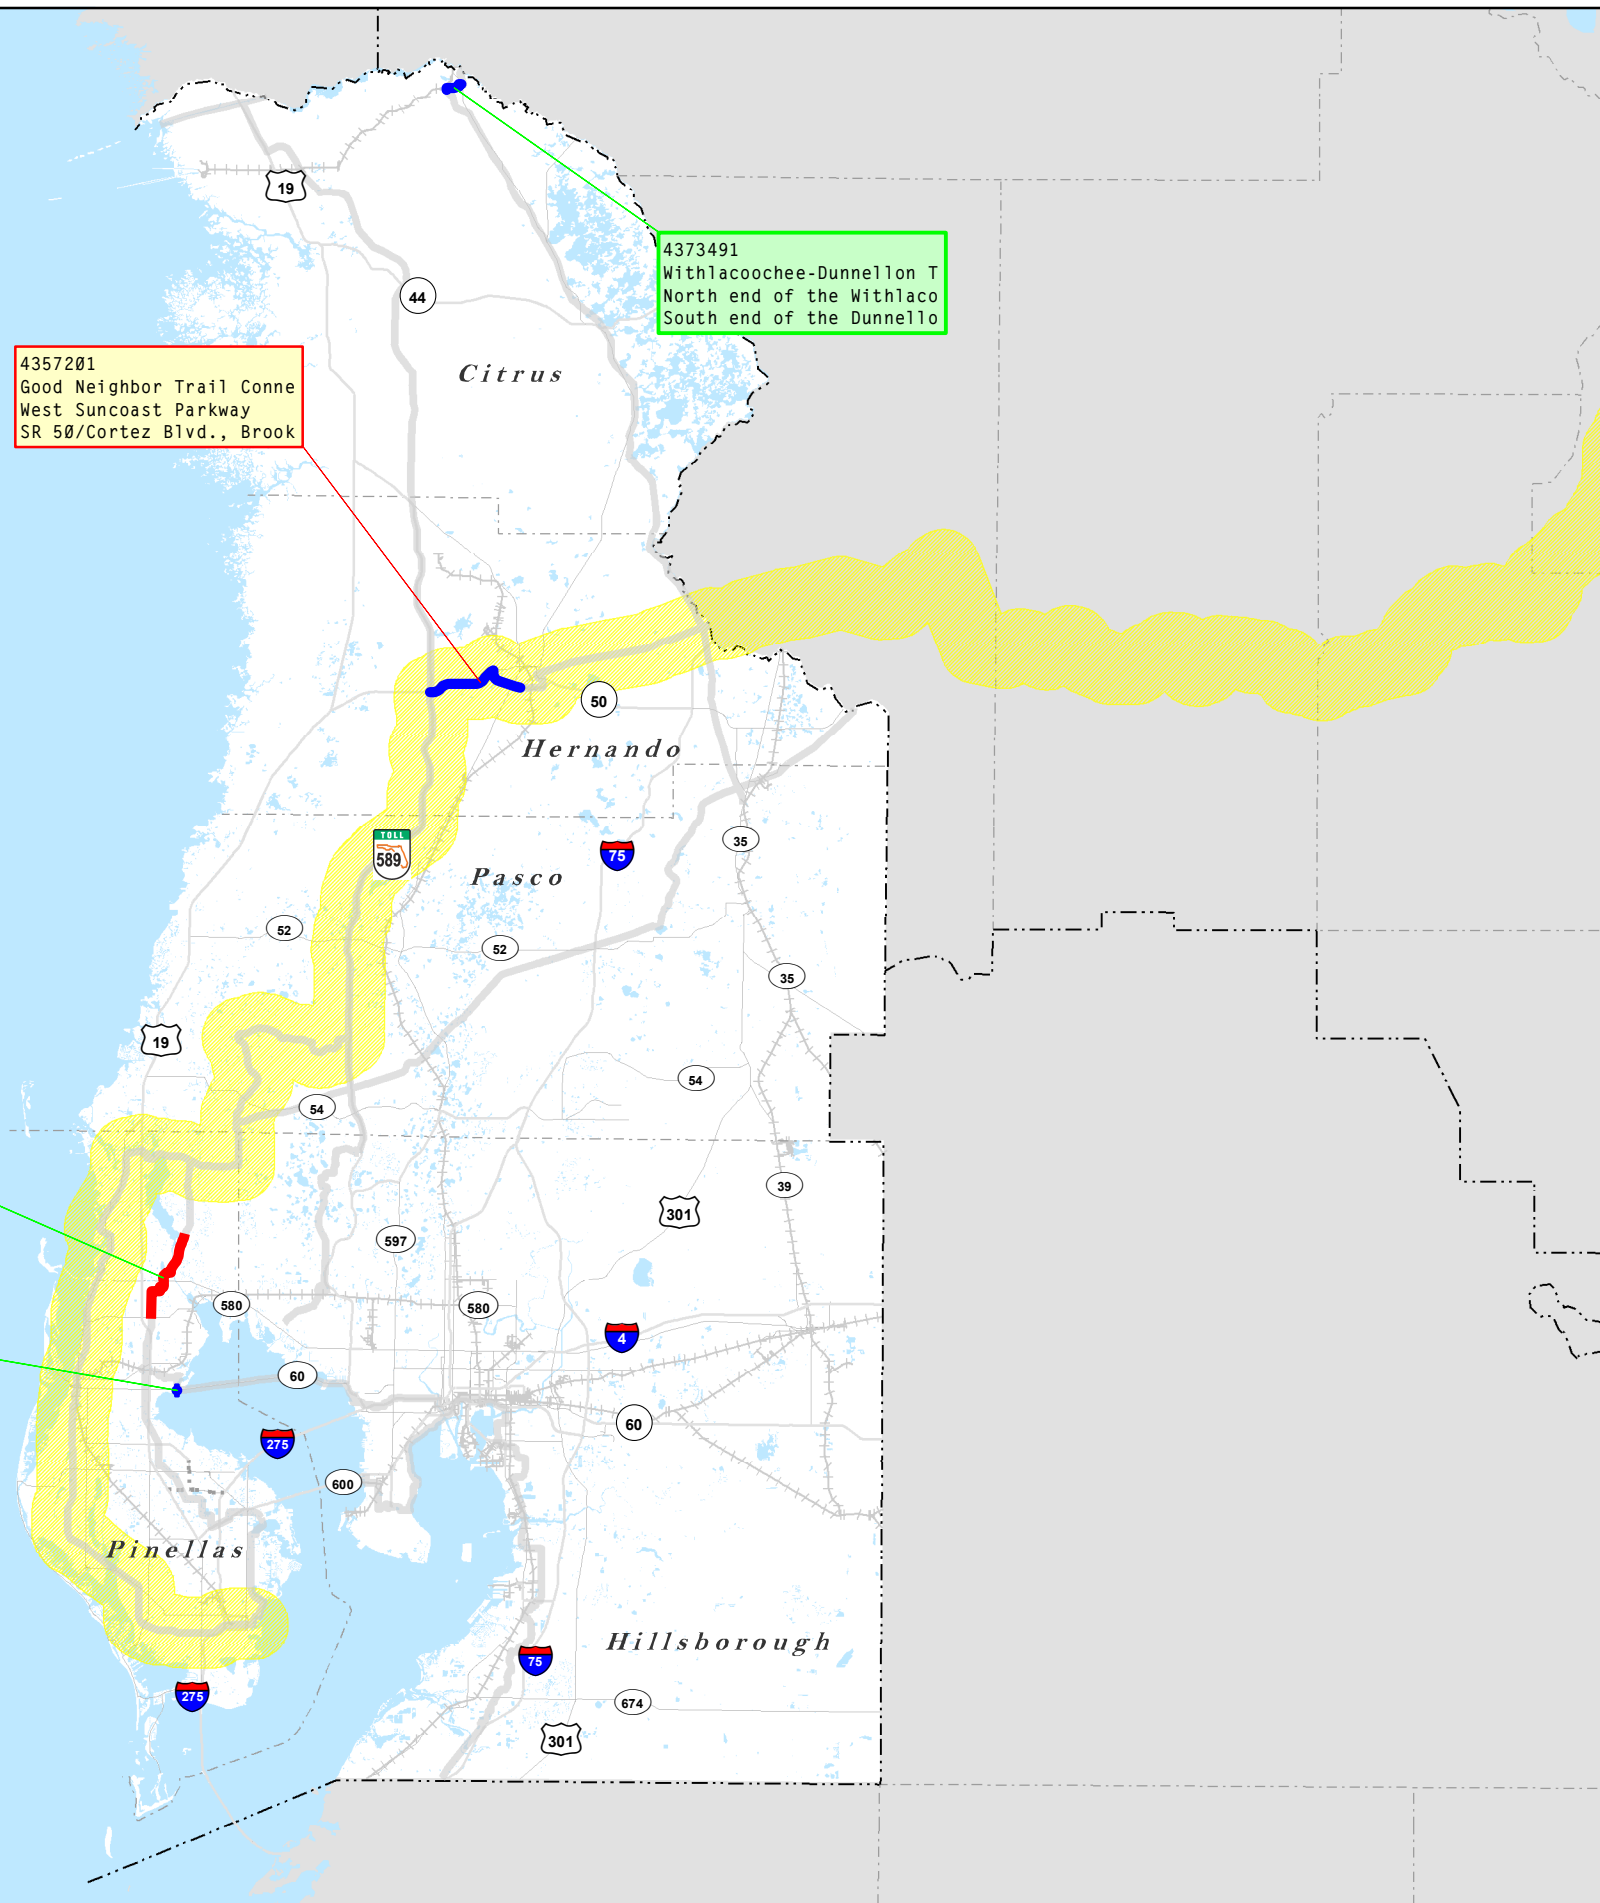 19
4373491
Withlacoochee-Dunnellon T
North end of the Withlaco
South end of the Dunnello
44
4357201
Good Neighbor Trail Conne
West Suncoast Parkway
SR 50/Cortez Blvd., Brook
Citrus
50
Hernando
TOLL
589
75
35
Pasco
52
52
35
19
54
54
39
301
597
580
580
4
60
60
275
600
Pinellas
Hillsborough
75
275
674
301